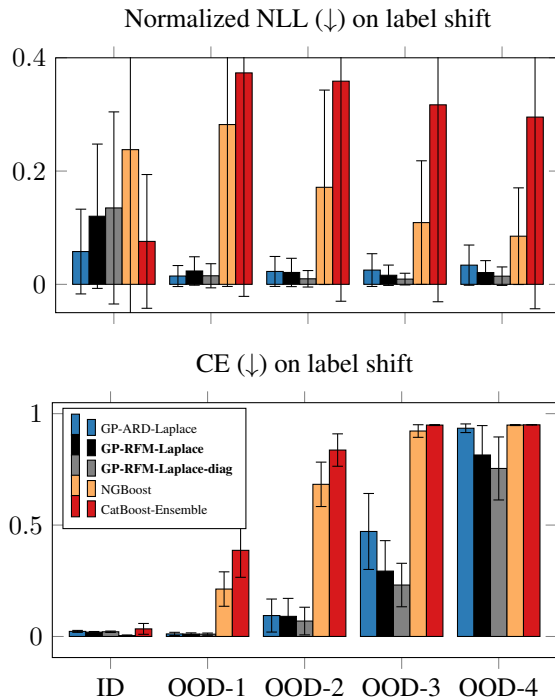 Normalized NLL (↓) on label shift
0.4
0.2
0
CE (↓) on label shift
1
0.5
0
GP-ARD-Laplace
GP-RFM-Laplace
GP-RFM-Laplace-diag
NGBoost
CatBoost-Ensemble
ID OOD-1 OOD-2 OOD-3 OOD-4